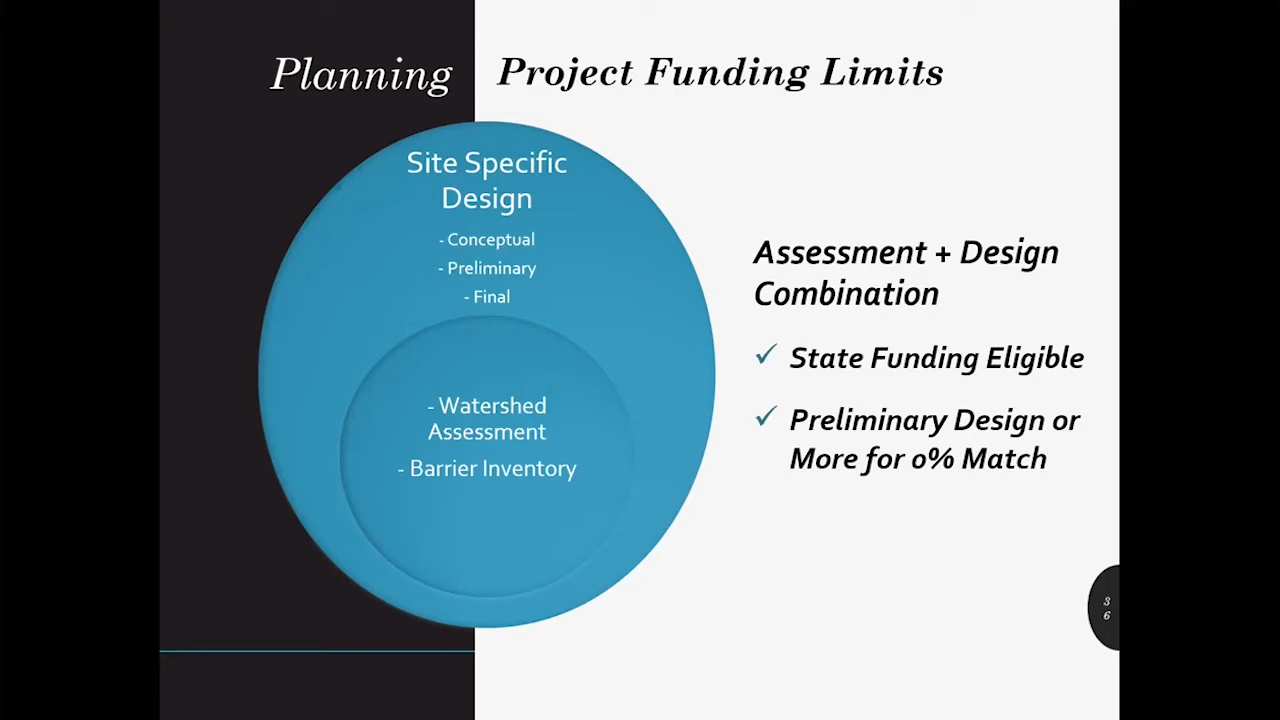 Planning Project Funding Limits
Site Specific
Design
- Conceptual
- Preliminary
- Final
- Watershed
Assessment
- Barrier Inventory
Assessment + Design
Combination
✓ State Funding Eligible
✓ Preliminary Design or
More for 0% Match
3
6